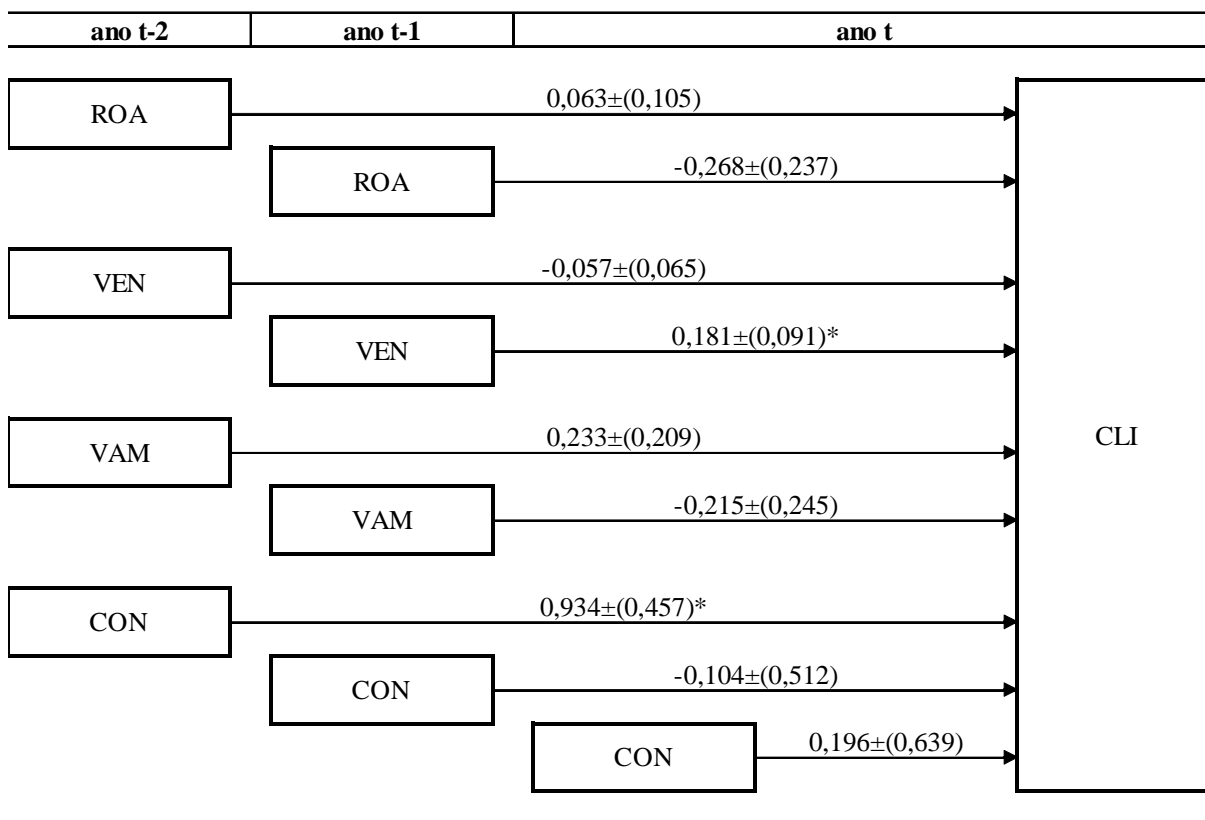 ano t-2 ano t-1 ano t
ROA 0,063±(0,105)
ROA -0,268±(0,237)
VEN -0,057±(0,065)
VEN 0,181±(0,091)*
VAM 0,233±(0,209)
CLI
VAM -0,215±(0,245)
CON 0,934±(0,457)*
CON -0,104±(0,512)
CON 0,196±(0,639)